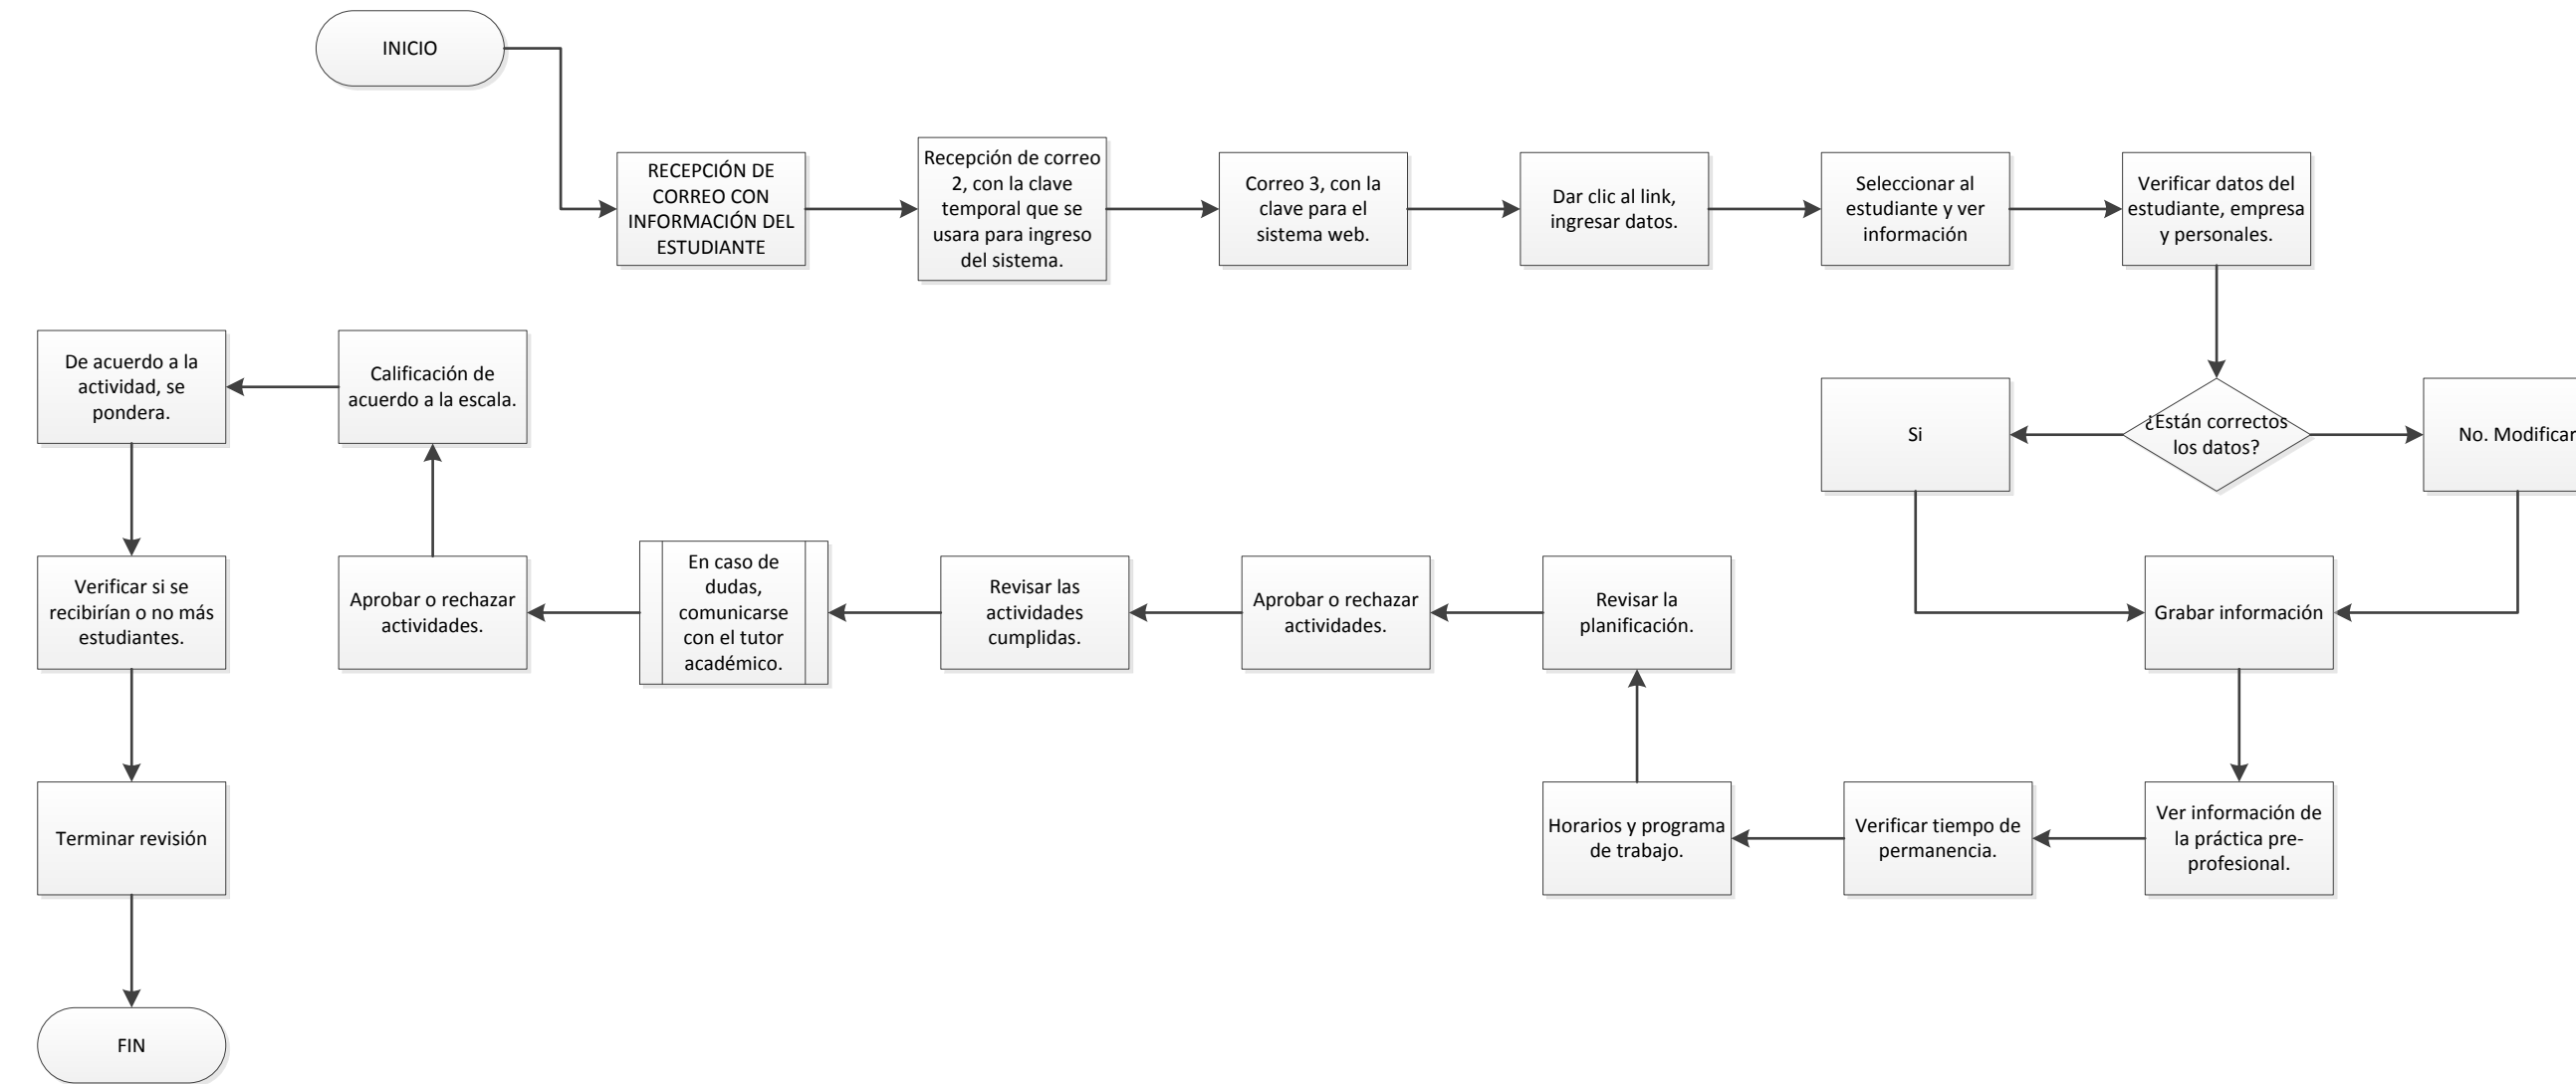 INICIO
RECEPCIÓN DE
CORREO CON
INFORMACIÓN DEL
ESTUDIANTE
Recepción de correo
2, con la clave
temporal que se
usara para ingreso
del sistema.
Correo 3, con la
clave para el
sistema web.
Dar clic al link,
ingresar datos.
Seleccionar al
estudiante y ver
información
Verificar datos del
estudiante, empresa
y personales.
¿Están correctos
los datos?
Si
No. Modificar
Grabar información
Ver información de
la práctica pre-
profesional.
Verificar tiempo de
permanencia.
Horarios y programa
de trabajo.
Revisar la
planificación.
Aprobar o rechazar
actividades.
Revisar las
actividades
cumplidas.
En caso de
dudas,
comunicarse
con el tutor
académico.
Aprobar o rechazar
actividades.
Calificación de
acuerdo a la escala.
De acuerdo a la
actividad, se
pondera.
Verificar si se
recibirían o no más
estudiantes.
Terminar revisión
FIN